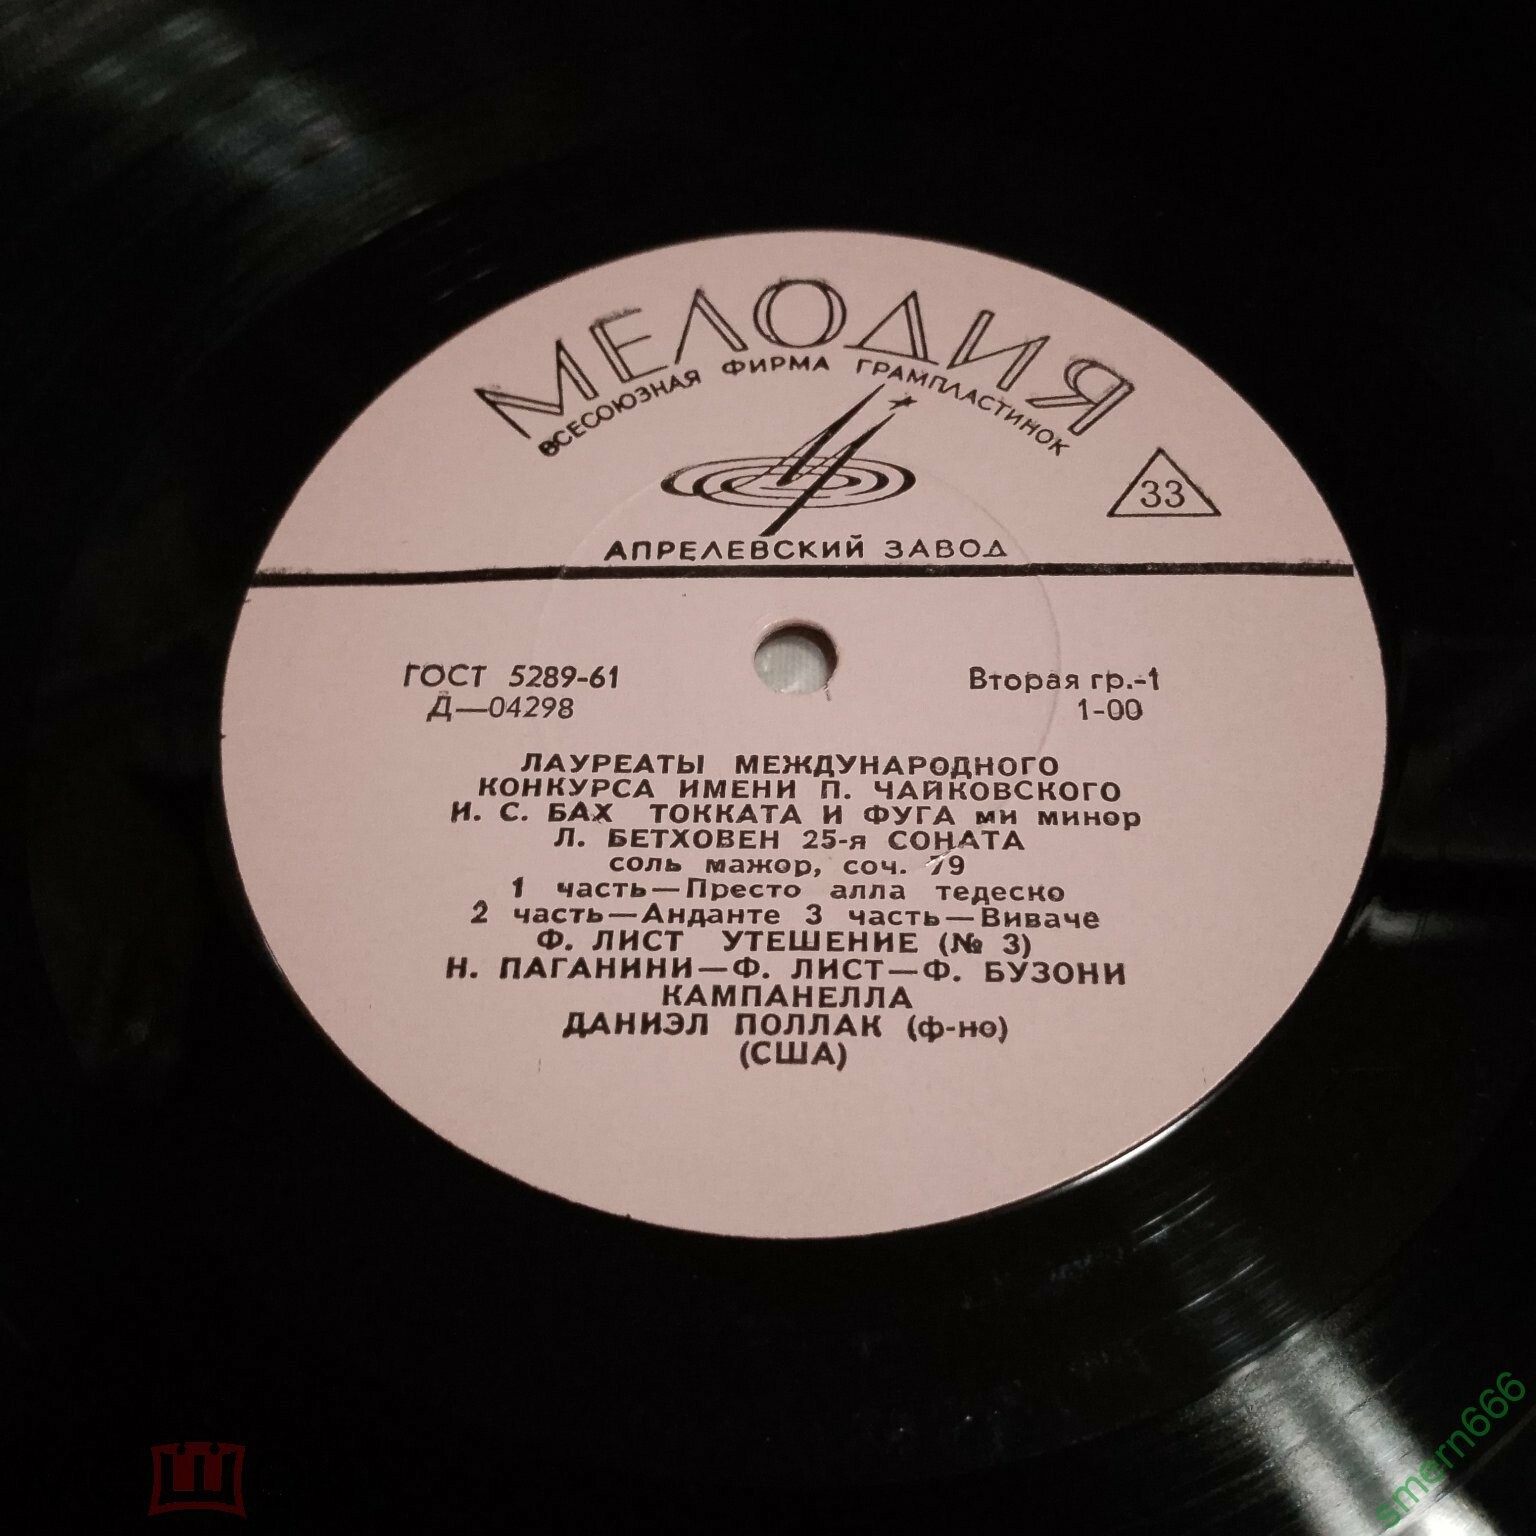 МЕЛОДИЯ
ВСЕСОЮЗНАЯ ФИРМА ГРАМПЛАСТИНОК
33
АПРЕЛЕВСКИЙ ЗАВОД
ГОСТ 5289-61
Д—04298
Вторая гр.-1
1-00
ЛАУРЕАТЫ МЕЖДУНАРОДНОГО
КОНКУРСА ИМЕНИ П. ЧАЙКОВСКОГО
И. С. БАХ ТОККАТА И ФУГА ми минор
Л. БЕТХОВЕН 25-я СОНАТА
соль мажор, соч. 79
1 часть—Престо алла тедеско
2 часть—Анданте 3 часть—Виваче
Ф. ЛИСТ УТЕШЕНИЕ (№ 3)
Н. ПАГАНИНИ—Ф. ЛИСТ—Ф. БУЗОНИ
КАМПАНЕЛЛА
ДАНИЭЛ ПОЛЛАК (ф-но)
(США)
smern666